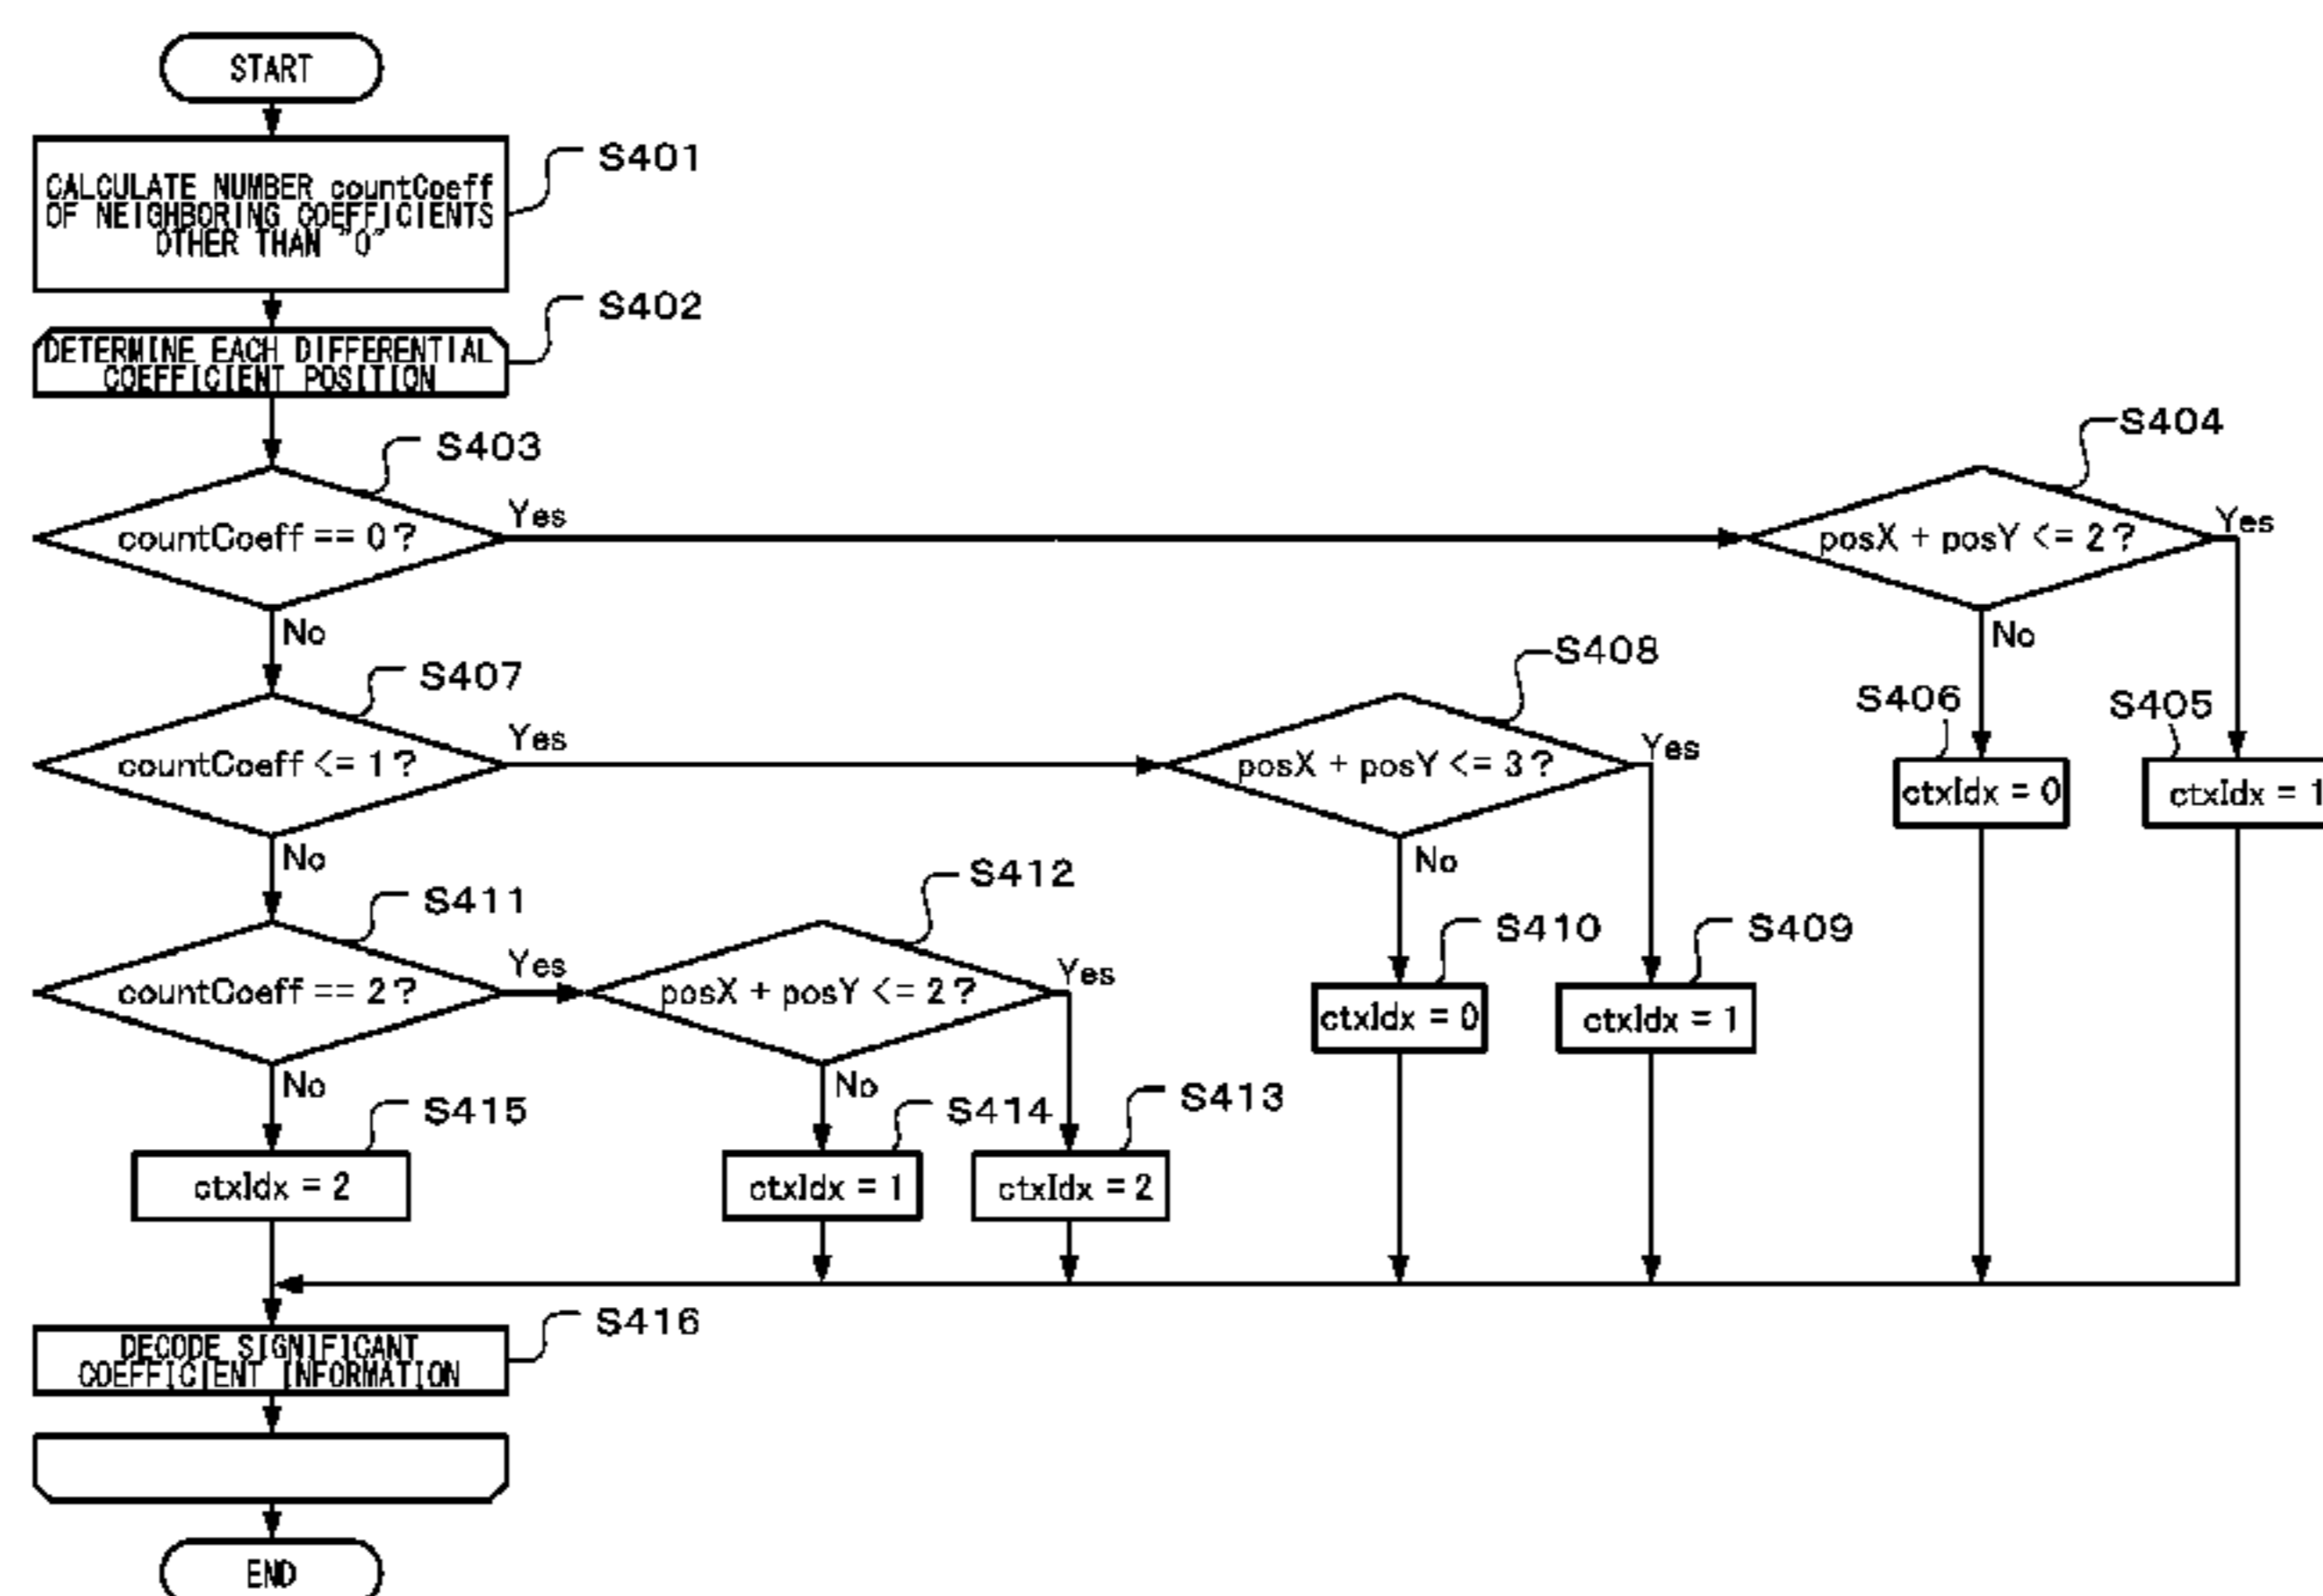 START
S401
CALCULATE NUMBER countCoeff
OF NEIGHBORING COEFFICIENTS
OTHER THAN "0"
S402
DETERMINE EACH DIFFERENTIAL
COEFFICIENT POSITION
S403
countCoeff == 0 ?
Yes
No
S404
posX + posY <= 2 ?
Yes
No
S406
ctxIdx = 0
S405
ctxIdx = 1
S407
countCoeff <= 1 ?
Yes
No
S408
posX + posY <= 3 ?
Yes
No
S410
ctxIdx = 0
S409
ctxIdx = 1
S411
countCoeff == 2 ?
Yes
No
S412
posX + posY <= 2 ?
Yes
No
S415
ctxIdx = 2
S414
ctxIdx = 1
S413
ctxIdx = 2
S416
DECODE SIGNIFICANT
COEFFICIENT INFORMATION
END